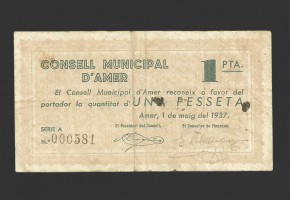 CONSELL MUNICIPAL
D'AMER
1 PTA.
El Consell Municipal d'Amer reconeix a favor del
portador la quantitat d'UNA PESSETA
Amer, 1 de maig del 1937.
SERIE A
Nº 000581
El President del Consell, El Conseller de Finances,